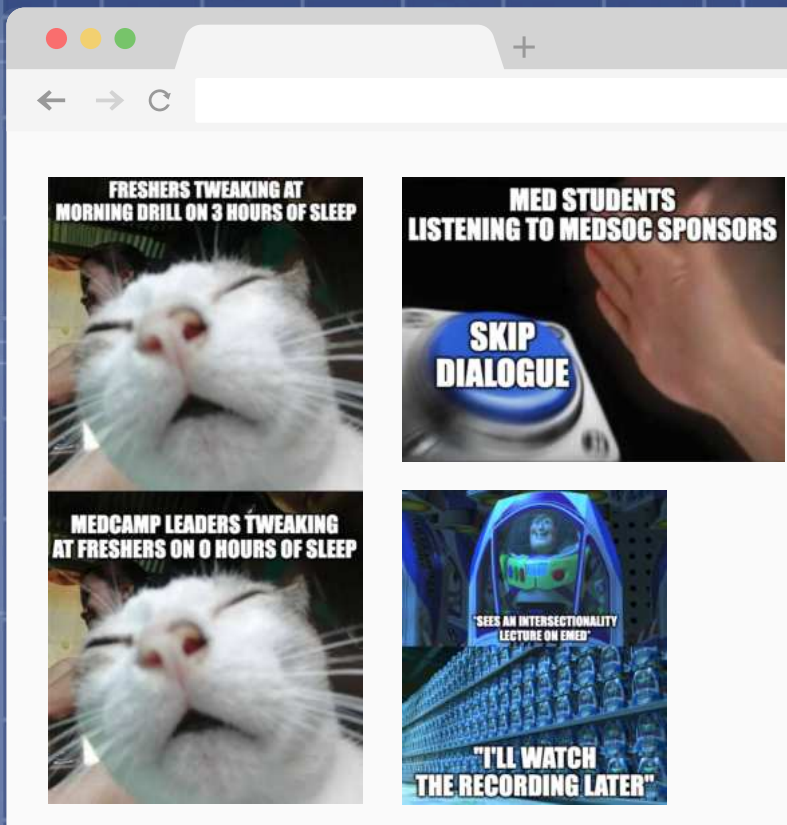 FRESHERS TWEAKING AT
MORNING DRILL ON 3 HOURS OF SLEEP
MEDCAMP LEADERS TWEAKING
AT FRESHERS ON 0 HOURS OF SLEEP
MED STUDENTS
LISTENING TO MEDSOC SPONSORS
SKIP
DIALOGUE
*SEES AN INTERSECTIONALITY
LECTURE ON EMED*
"I'LL WATCH
THE RECORDING LATER"